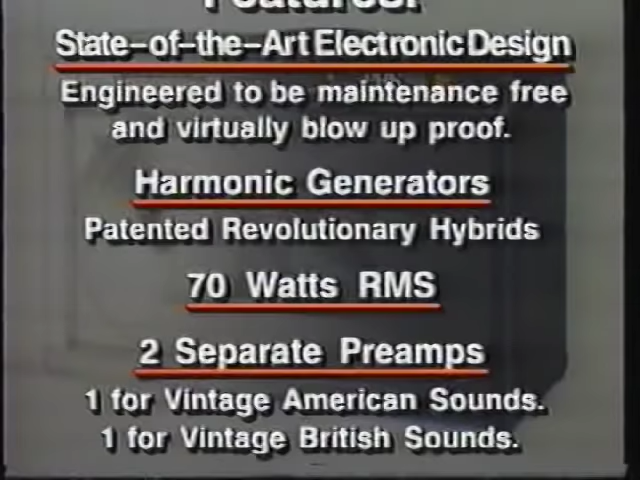 Features:
State-of-the-Art Electronic Design
Engineered to be maintenance free
and virtually blow up proof.
Harmonic Generators
Patented Revolutionary Hybrids
70 Watts RMS
2 Separate Preamps
1 for Vintage American Sounds.
1 for Vintage British Sounds.